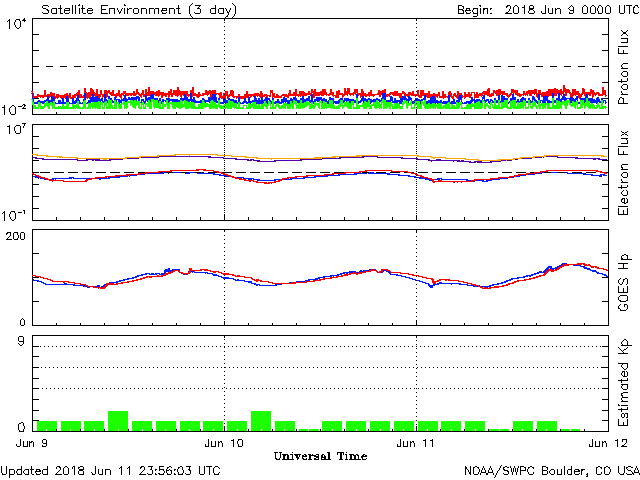 Satellite Environment (3 day) Begin: 2018 Jun 9 0000 UTC
10^4
10^-2
Proton Flux
10^7
10^-1
Electron Flux
200
0
GOES Hp
9
0
Estimated Kp
Jun 9 Jun 10 Jun 11 Jun 12
Universal Time
Updated 2018 Jun 11 23:56:03 UTC NOAA/SWPC Boulder, CO USA